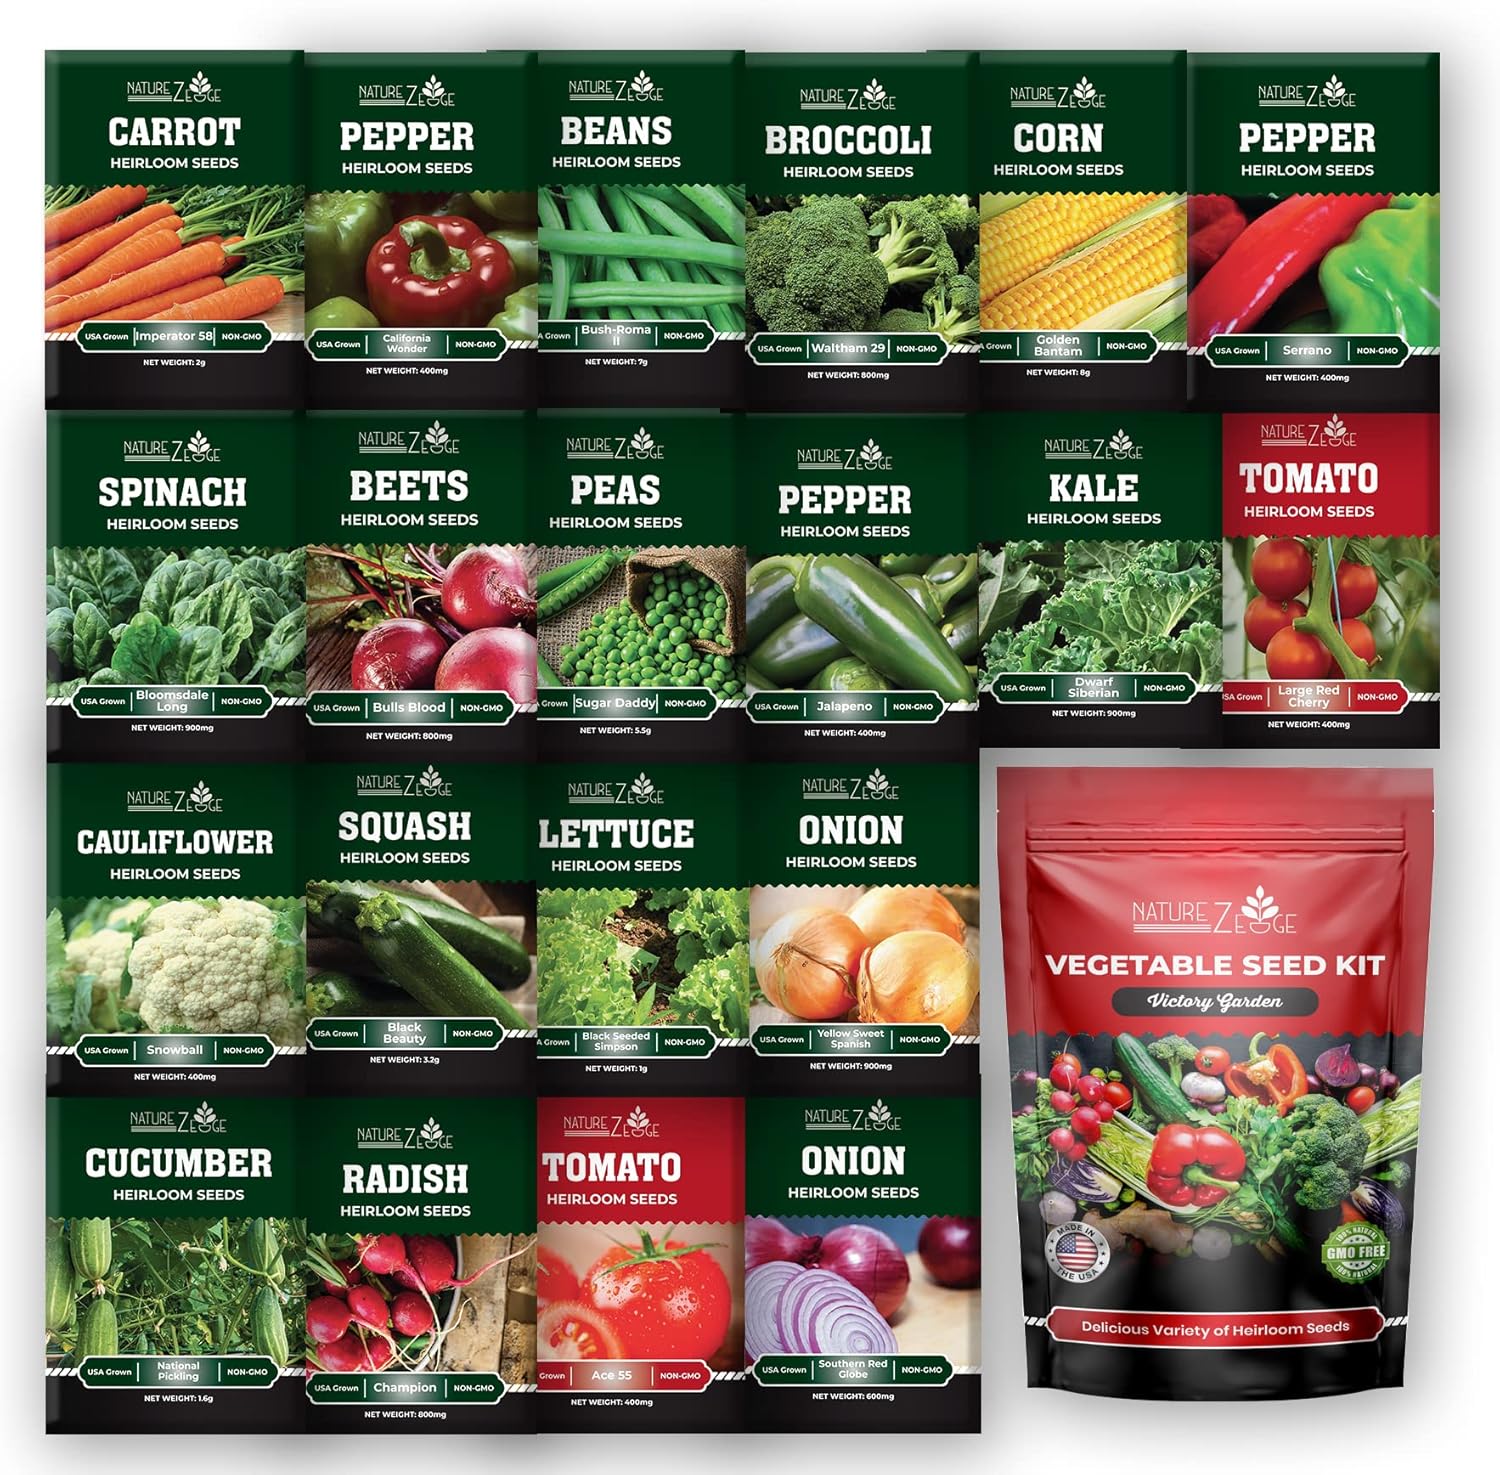 NATURE ZEDGE
CARROT
HEIRLOOM SEEDS
USA Grown
Imperator 58
NON-GMO
NET WEIGHT: 2g
NATURE ZEDGE
PEPPER
HEIRLOOM SEEDS
USA Grown
California
Wonder
NON-GMO
NET WEIGHT: 400mg
NATURE ZEDGE
BEANS
HEIRLOOM SEEDS
A Grown
Bush-Roma
II
NON-GMO
NET WEIGHT: 7g
NATURE ZEDGE
BROCCOLI
HEIRLOOM SEEDS
USA Grown
Waltham 29
NON-GMO
NET WEIGHT: 800mg
NATURE ZEDGE
CORN
HEIRLOOM SEEDS
A Grown
Golden
Bantam
NON-GMO
NET WEIGHT: 8g
NATURE ZEDGE
PEPPER
HEIRLOOM SEEDS
USA Grown
Serrano
NON-GMO
NET WEIGHT: 400mg
NATURE ZEDGE
SPINACH
HEIRLOOM SEEDS
USA Grown
Bloomsdale
Long
NON-GMO
NET WEIGHT: 900mg
NATURE ZEDGE
BEETS
HEIRLOOM SEEDS
USA Grown
Bulls Blood
NON-GMO
NET WEIGHT: 800mg
NATURE ZEDGE
PEAS
HEIRLOOM SEEDS
A Grown
Sugar Daddy
NON-GMO
NET WEIGHT: 5.5g
NATURE ZEDGE
PEPPER
HEIRLOOM SEEDS
USA Grown
Jalapeno
NON-GMO
NET WEIGHT: 400mg
NATURE ZEDGE
KALE
HEIRLOOM SEEDS
USA Grown
Dwarf
Siberian
NON-GMO
NET WEIGHT: 900mg
NATURE ZEDGE
TOMATO
HEIRLOOM SEEDS
SA Grown
Large Red
Cherry
NON-GMO
NET WEIGHT: 400mg
NATURE ZEDGE
CAULIFLOWER
HEIRLOOM SEEDS
USA Grown
Snowball
NON-GMO
NET WEIGHT: 400mg
NATURE ZEDGE
SQUASH
HEIRLOOM SEEDS
USA Grown
Black
Beauty
NON-GMO
NET WEIGHT: 3.2g
NATURE ZEDGE
LETTUCE
HEIRLOOM SEEDS
A Grown
Black Seeded
Simpson
NON-GMO
NET WEIGHT: 1g
NATURE ZEDGE
ONION
HEIRLOOM SEEDS
USA Grown
Yellow Sweet
Spanish
NON-GMO
NET WEIGHT: 900mg
NATURE ZEDGE
VEGETABLE SEED KIT
Victory Garden
MADE IN
THE USA
100% NATURAL
GMO FREE
100% NATURAL
Delicious Variety of Heirloom Seeds
NATURE ZEDGE
CUCUMBER
HEIRLOOM SEEDS
USA Grown
National
Pickling
NON-GMO
NET WEIGHT: 1.6g
NATURE ZEDGE
RADISH
HEIRLOOM SEEDS
USA Grown
Champion
NON-GMO
NET WEIGHT: 800mg
NATURE ZEDGE
TOMATO
HEIRLOOM SEEDS
Grown
Ace 55
NON-GMO
NET WEIGHT: 400mg
NATURE ZEDGE
ONION
HEIRLOOM SEEDS
USA Grown
Southern Red
Globe
NON-GMO
NET WEIGHT: 600mg